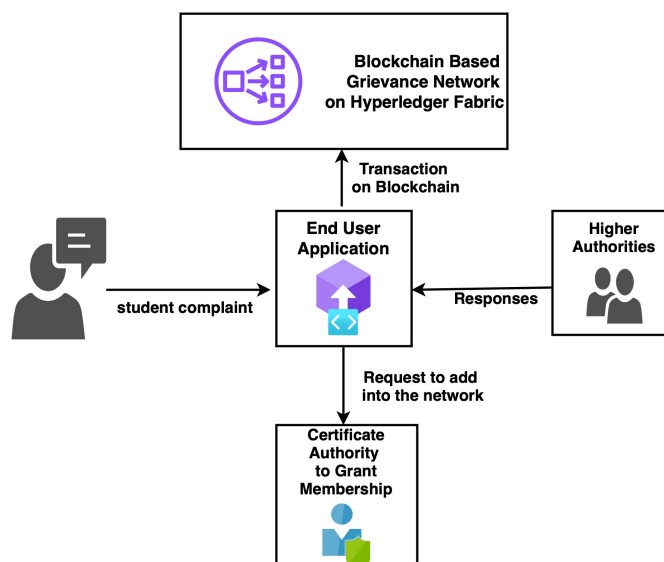 Blockchain Based
Grievance Network
on Hyperledger Fabric
Transaction
on Blockchain
End User
Application
Higher
Authorities
student complaint
Responses
Request to add
into the network
Certificate
Authority
to Grant
Membership